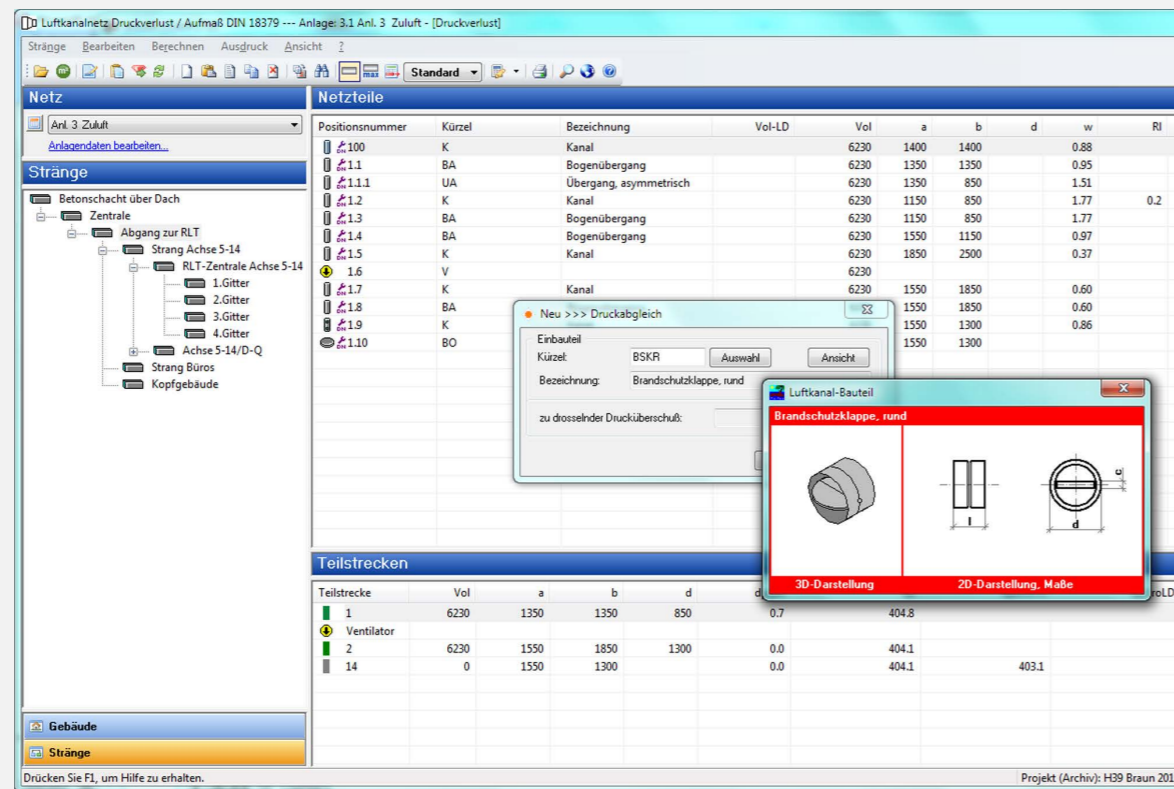 Luftkanalnetz Druckverlust / Aufmaß DIN 18379 --- Anlage: 3.1 Anl. 3 Zuluft - [Druckverlust]
Stränge Bearbeiten Berechnen Ausdruck Ansicht ?
max Standard
Netz
Anl. 3 Zuluft
Anlagendaten bearbeiten...
Stränge
Betonschacht über Dach
Zentrale
Abgang zur RLT
Strang Achse 5-14
RLT-Zentrale Achse 5-14
1.Gitter
2.Gitter
3.Gitter
4.Gitter
Achse 5-14/D-Q
Strang Büros
Kopfgebäude
Gebäude
Stränge
Netzteile
Positionsnummer Kürzel Bezeichnung Vol-LD Vol a b d w RI
100 K Kanal 6230 1400 1400 0.88
1.1 BA Bogenübergang 6230 1350 1350 0.95
1.1.1 UA Übergang, asymmetrisch 6230 1350 850 1.51
1.2 K Kanal 6230 1150 850 1.77 0.2
1.3 BA Bogenübergang 6230 1150 850 1.77
1.4 BA Bogenübergang 6230 1550 1150 0.97
1.5 K Kanal 6230 1850 2500 0.37
1.6 V 6230
1.7 K Kanal 6230 1550 1850 0.60
1.8 BA 1550 1850 0.60
1.9 K 1550 1300 0.86
1.10 BO 1550 1300
Neu >>> Druckabgleich
Einbauteil
Kürzel: BSKR Auswahl Ansicht
Bezeichnung: Brandschutzklappe, rund
zu drosselnder Drucküberschuß:
Luftkanal-Bauteil
Brandschutzklappe, rund
l
d
c
3D-Darstellung 2D-Darstellung, Maße
Teilstrecken
Teilstrecke Vol a b d
1 6230 1350 1350 850 0.7 404.8
Ventilator
2 6230 1550 1850 1300 0.0 404.1
14 0 1550 1300 0.0 404.1 403.1
Drücken Sie F1, um Hilfe zu erhalten.
Projekt (Archiv): H39 Braun 201